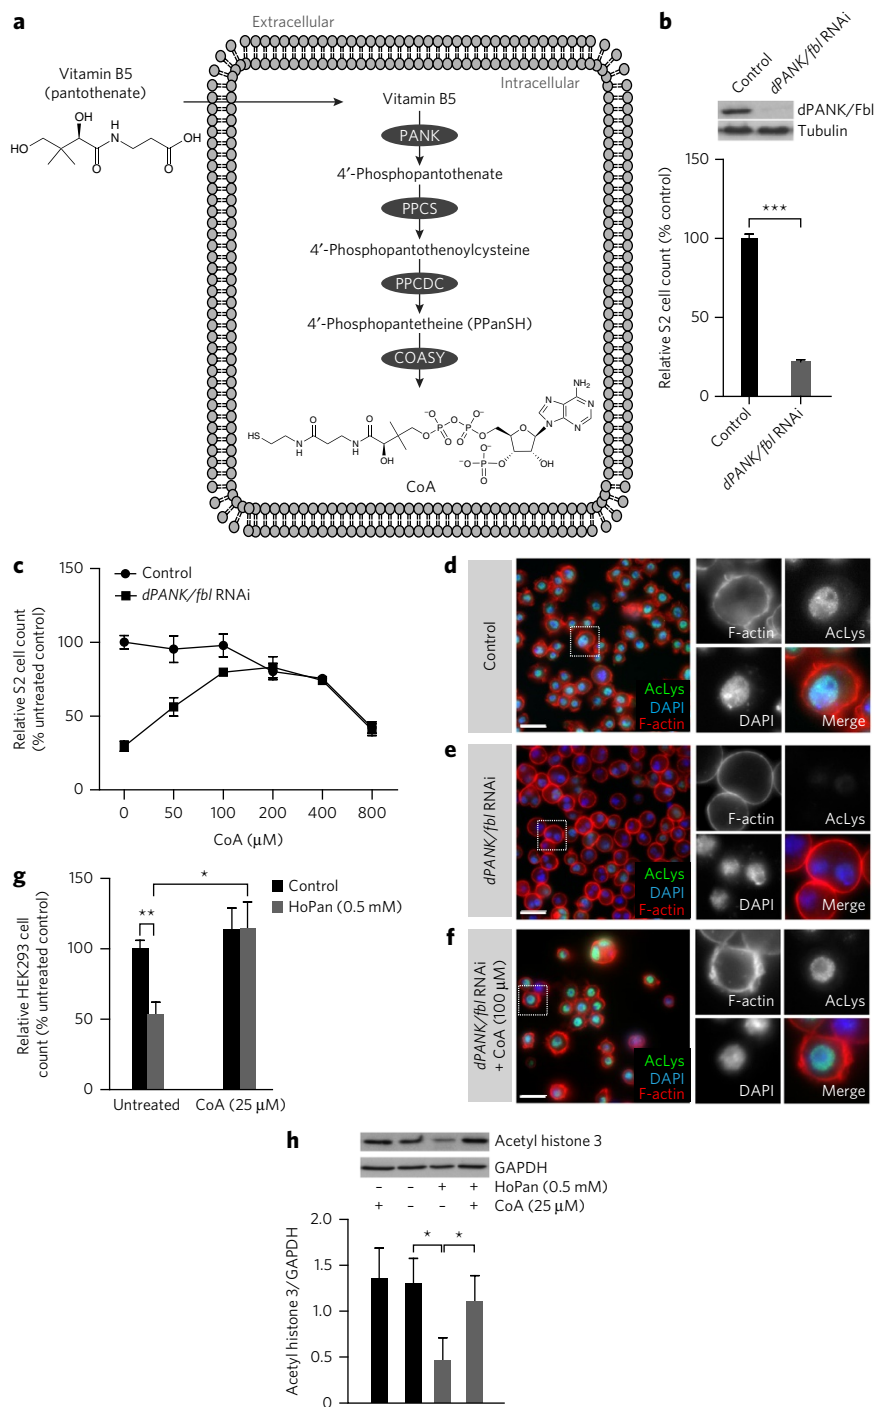 a
Extracellular
Intracellular
Vitamin B5
(pantothenate)
OH
HO
H
N
O
O
OH
Vitamin B5
PANK
4′-Phosphopantothenate
PPCS
4′-Phosphopantothenoylcysteine
PPCDC
4′-Phosphopantetheine (PPanSH)
COASY
HS
N
H
O
N
H
O
OH
O
P
O
⁻O
O
P
O
⁻O
O
O
NH₂
N
N
N
N
⁻O
⁻O
P
O
O
OH
CoA
b
Control
dPANK/fbl RNAi
dPANK/Fbl
Tubulin
Relative S2 cell count (% control)
150
100
50
0
***
Control
dPANK/fbl RNAi
c
Relative S2 cell count
(% untreated control)
150
100
50
0
Control
dPANK/fbl RNAi
0
50
100
200
400
800
CoA (μM)
d
Control
AcLys
DAPI
F-actin
F-actin
AcLys
DAPI
Merge
e
dPANK/fbl RNAi
AcLys
DAPI
F-actin
F-actin
AcLys
DAPI
Merge
f
dPANK/fbl RNAi
+ CoA (100 μM)
AcLys
DAPI
F-actin
F-actin
AcLys
DAPI
Merge
g
Relative HEK293 cell
count (% untreated control)
150
100
50
0
**
*
Control
HoPan (0.5 mM)
Untreated
CoA (25 μM)
h
Acetyl histone 3
GAPDH
– – + + HoPan (0.5 mM)
+ – – + CoA (25 μM)
Acetyl histone 3/GAPDH
2.0
1.5
1.0
0.5
0
*
*